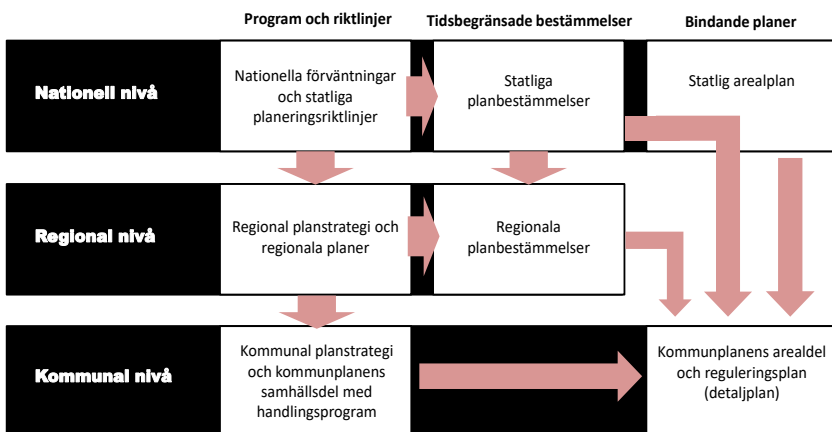 Program och riktlinjer
Tidsbegränsade bestämmelser
Bindande planer
Nationell nivå
Nationella förväntningar
och statliga
planeringsriktlinjer
Statliga
planbestämmelser
Statlig arealplan
Regional nivå
Regional planstrategi och
regionala planer
Regionala
planbestämmelser
Kommunal nivå
Kommunal planstrategi
och kommunplanens
samhällsdel med
handlingsprogram
Kommunplanens arealdel
och reguleringsplan
(detaljplan)